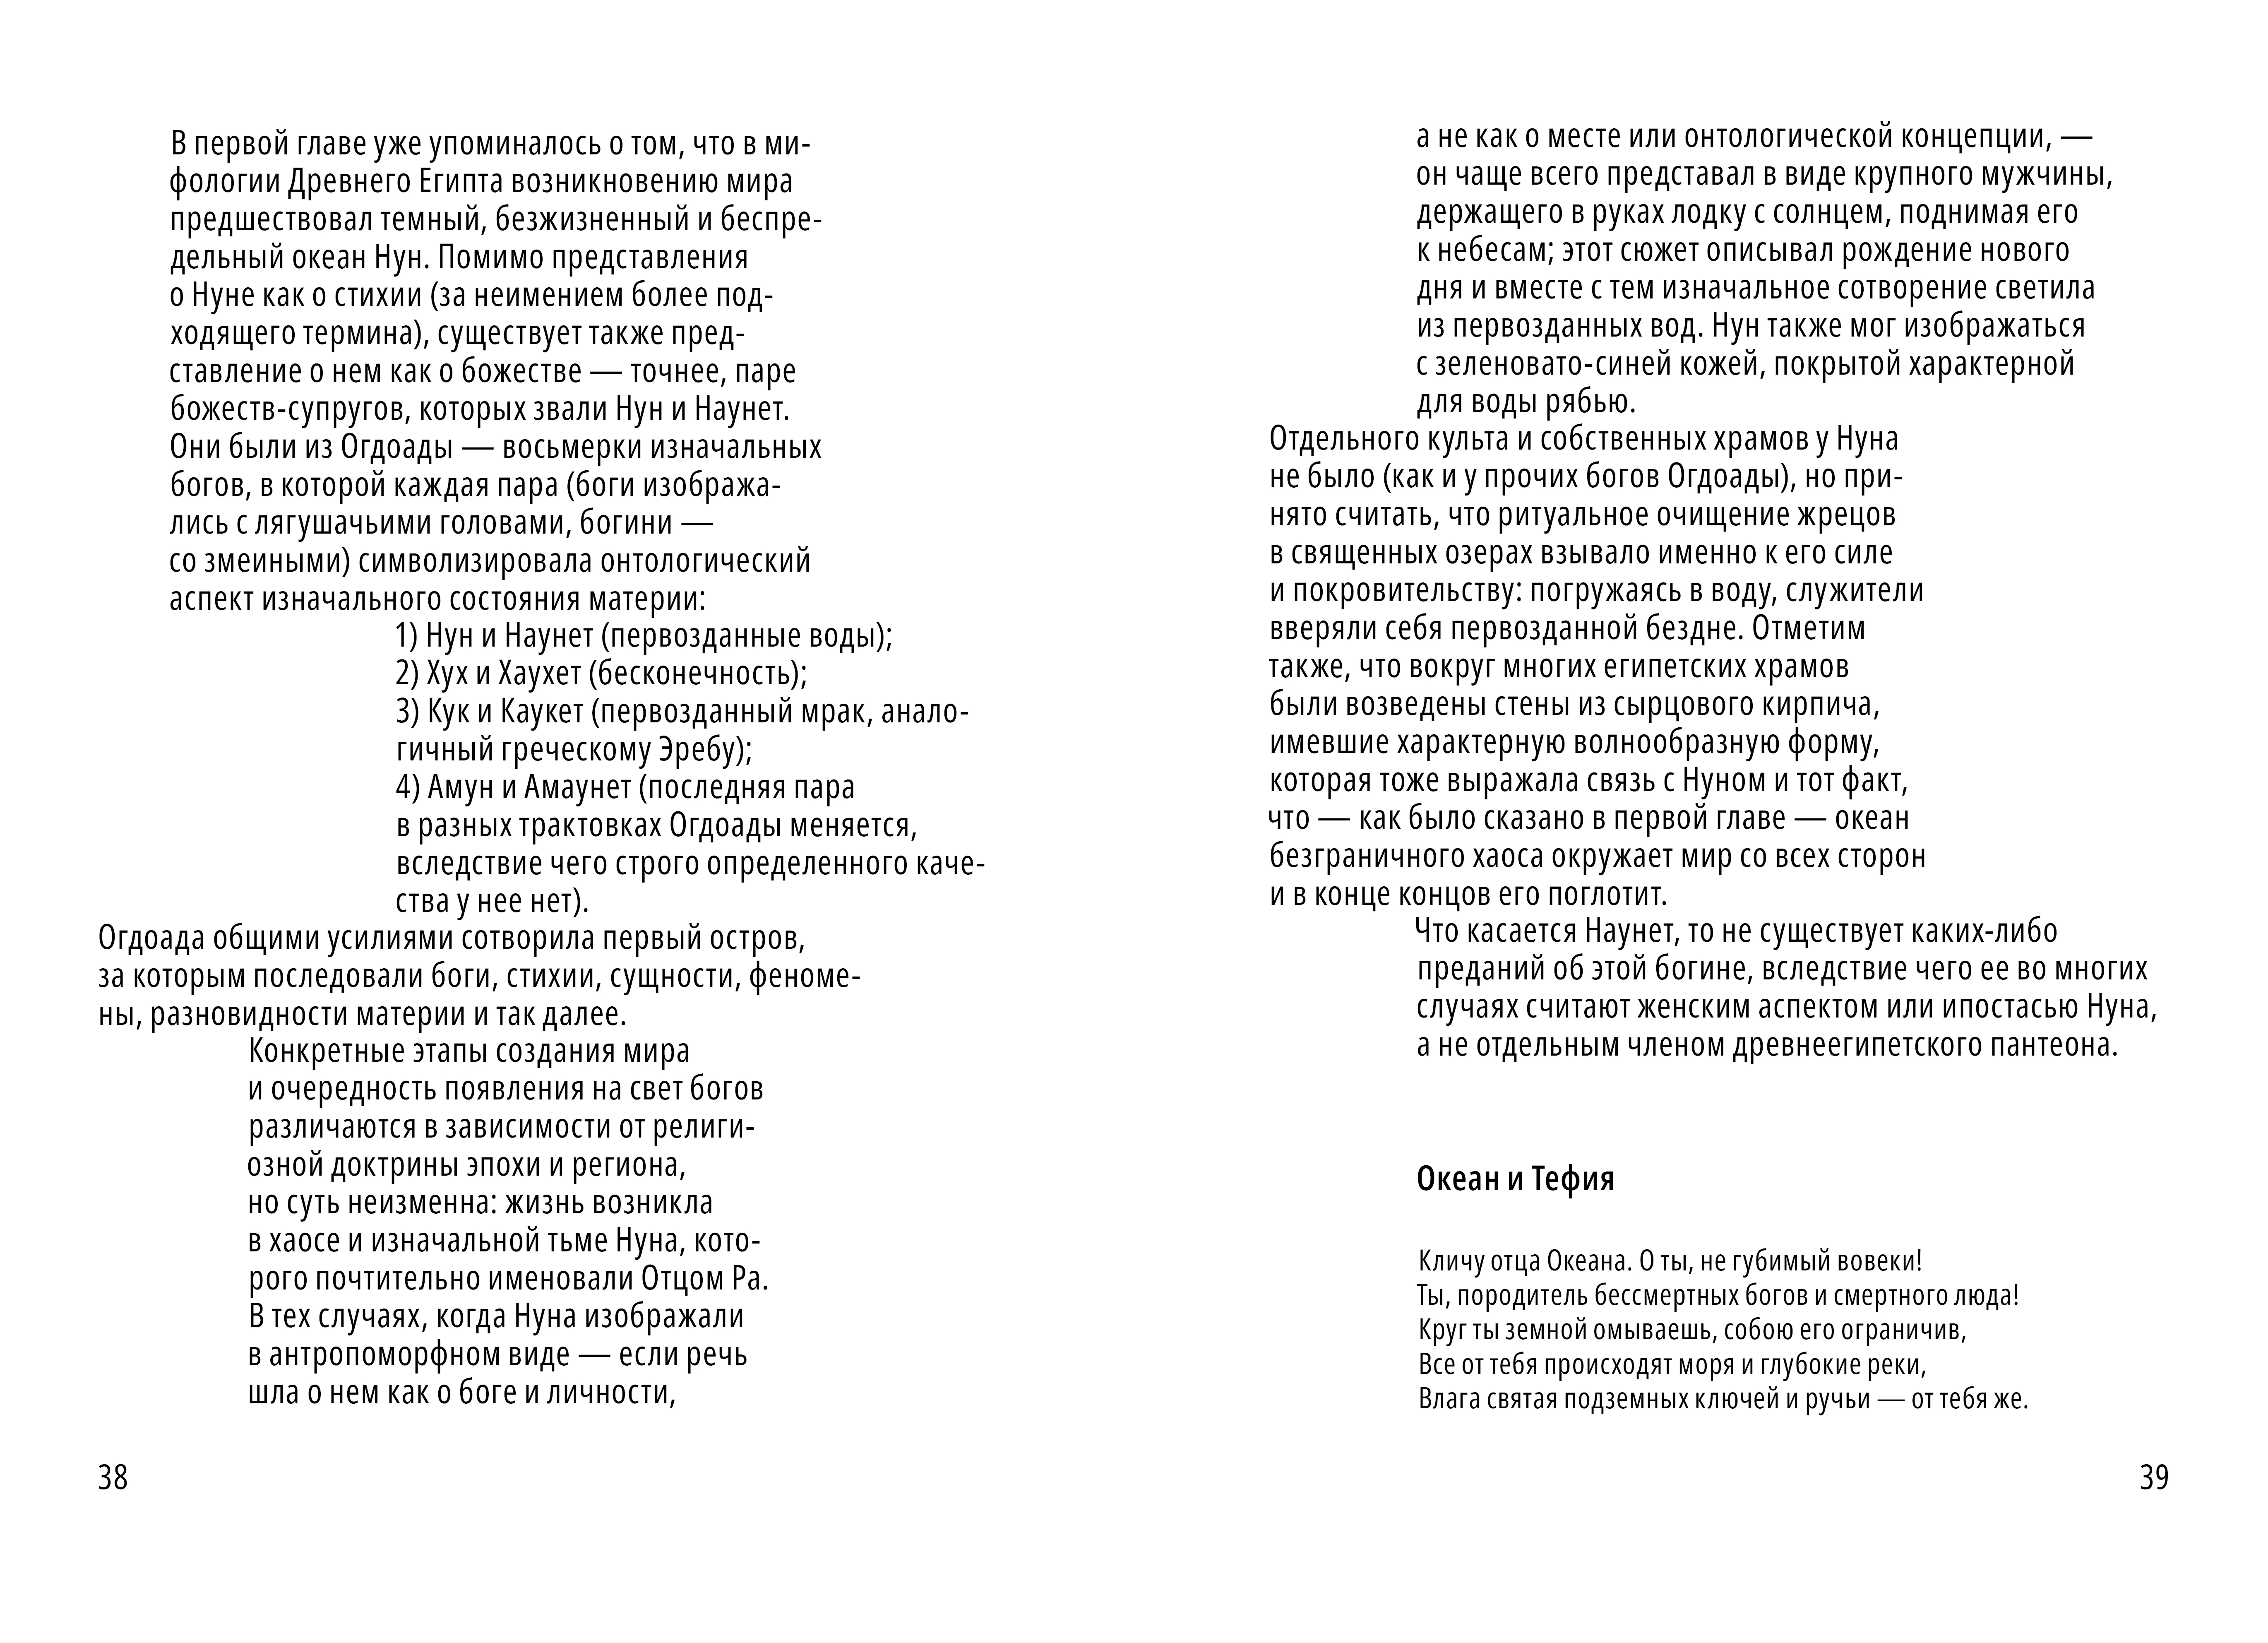 В первой главе уже упоминалось о том, что в ми-
фологии Древнего Египта возникновению мира
предшествовал темный, безжизненный и беспре-
дельный океан Нун. Помимо представления
о Нуне как о стихии (за неимением более под-
ходящего термина), существует также пред-
ставление о нем как о божестве — точнее, паре
божеств-супругов, которых звали Нун и Наунет.
Они были из Огдоады — восьмерки изначальных
богов, в которой каждая пара (боги изобража-
лись с лягушачьими головами, богини —
со змеиными) символизировала онтологический
аспект изначального состояния материи:
1) Нун и Наунет (первозданные воды);
2) Хух и Хаухет (бесконечность);
3) Кук и Каукет (первозданный мрак, анало-
гичный греческому Эребу);
4) Амун и Амаунет (последняя пара
в разных трактовках Огдоады меняется,
вследствие чего строго определенного каче-
ства у нее нет).
Огдоада общими усилиями сотворила первый остров,
за которым последовали боги, стихии, сущности, феноме-
ны, разновидности материи и так далее.
Конкретные этапы создания мира
и очередность появления на свет богов
различаются в зависимости от религи-
озной доктрины эпохи и региона,
но суть неизменна: жизнь возникла
в хаосе и изначальной тьме Нуна, кото-
рого почтительно именовали Отцом Ра.
В тех случаях, когда Нуна изображали
в антропоморфном виде — если речь
шла о нем как о боге и личности,
38
а не как о месте или онтологической концепции, —
он чаще всего представал в виде крупного мужчины,
держащего в руках лодку с солнцем, поднимая его
к небесам; этот сюжет описывал рождение нового
дня и вместе с тем изначальное сотворение светила
из первозданных вод. Нун также мог изображаться
с зеленовато-синей кожей, покрытой характерной
для воды рябью.
Отдельного культа и собственных храмов у Нуна
не было (как и у прочих богов Огдоады), но при-
нято считать, что ритуальное очищение жрецов
в священных озерах взывало именно к его силе
и покровительству: погружаясь в воду, служители
вверяли себя первозданной бездне. Отметим
также, что вокруг многих египетских храмов
были возведены стены из сырцового кирпича,
имевшие характерную волнообразную форму,
которая тоже выражала связь с Нуном и тот факт,
что — как было сказано в первой главе — океан
безграничного хаоса окружает мир со всех сторон
и в конце концов его поглотит.
Что касается Наунет, то не существует каких-либо
преданий об этой богине, вследствие чего ее во многих
случаях считают женским аспектом или ипостасью Нуна,
а не отдельным членом древнеегипетского пантеона.
Океан и Тефия
Кличу отца Океана. О ты, не губимый вовеки!
Ты, породитель бессмертных богов и смертного люда!
Круг ты земной омываешь, собою его ограничив,
Все от тебя происходят моря и глубокие реки,
Влага святая подземных ключей и ручьи — от тебя же.
39